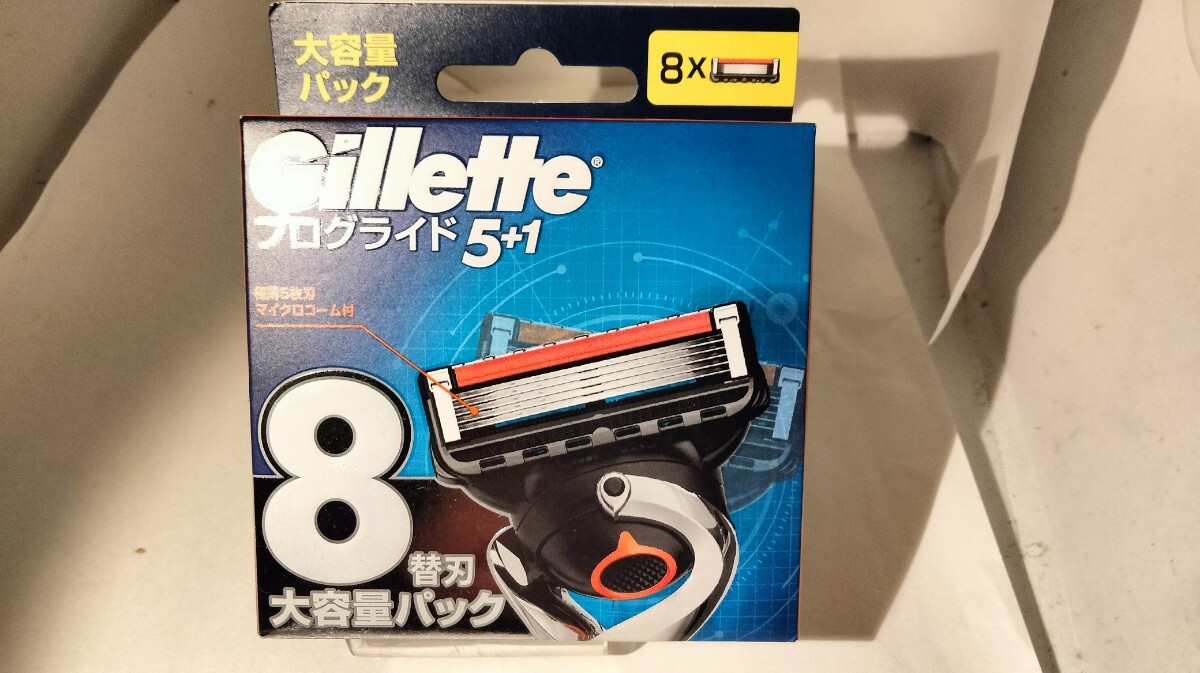 大容量
パック
8X
Gillette®
プログライド 5+1
極薄5枚刃
マイクロコーム付
8
替刃
大容量パック